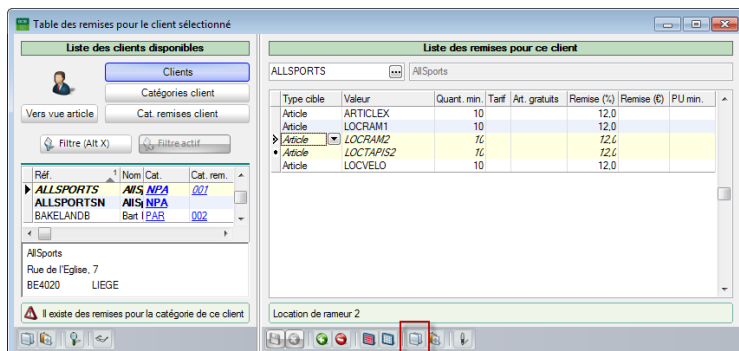 Table des remises pour le client sélectionné
Liste des clients disponibles
Clients
Catégories client
Vers vue article
Cat. remises client
Filtre (Alt X)
Filtre actif
Réf. 1 Nom Cat. Cat. rem.
ALLSPORTS AllS NPA 001
ALLSPORTSN AllS NPA
BAKELANDB Bart PAR 002
AllSports
Rue de l'Eglise, 7
BE4020 LIEGE
Il existe des remises pour la catégorie de ce client
Liste des remises pour ce client
ALLSPORTS ... AllSports
Type cible Valeur Quant. min. Tarif Art. gratuits Remise (%) Remise (€) PU min.
Article ARTICLEX 10 12,0
Article LOCRAM1 10 12,0
Article LOCRAM2 10 12,0
Article LOCTAPIS2 10 12,0
Article LOCVELO 10 12,0
Location de rameur 2